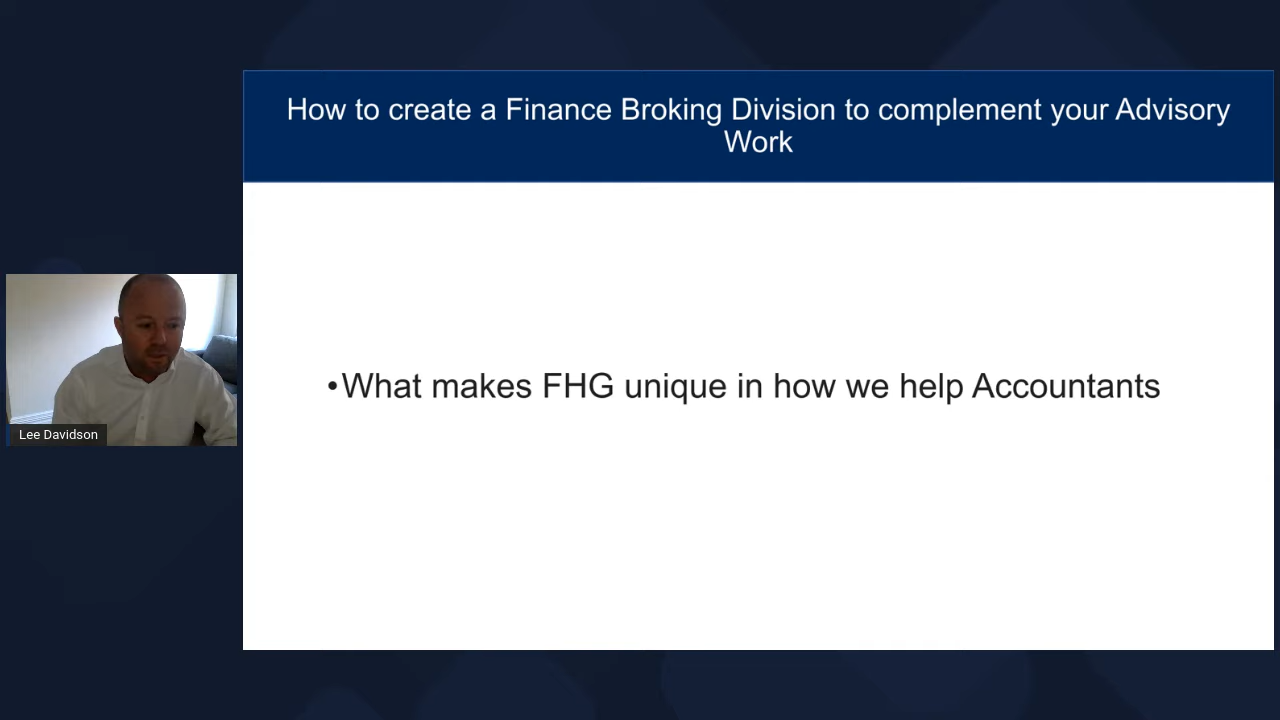 How to create a Finance Broking Division to complement your Advisory
Work
•What makes FHG unique in how we help Accountants
Lee Davidson